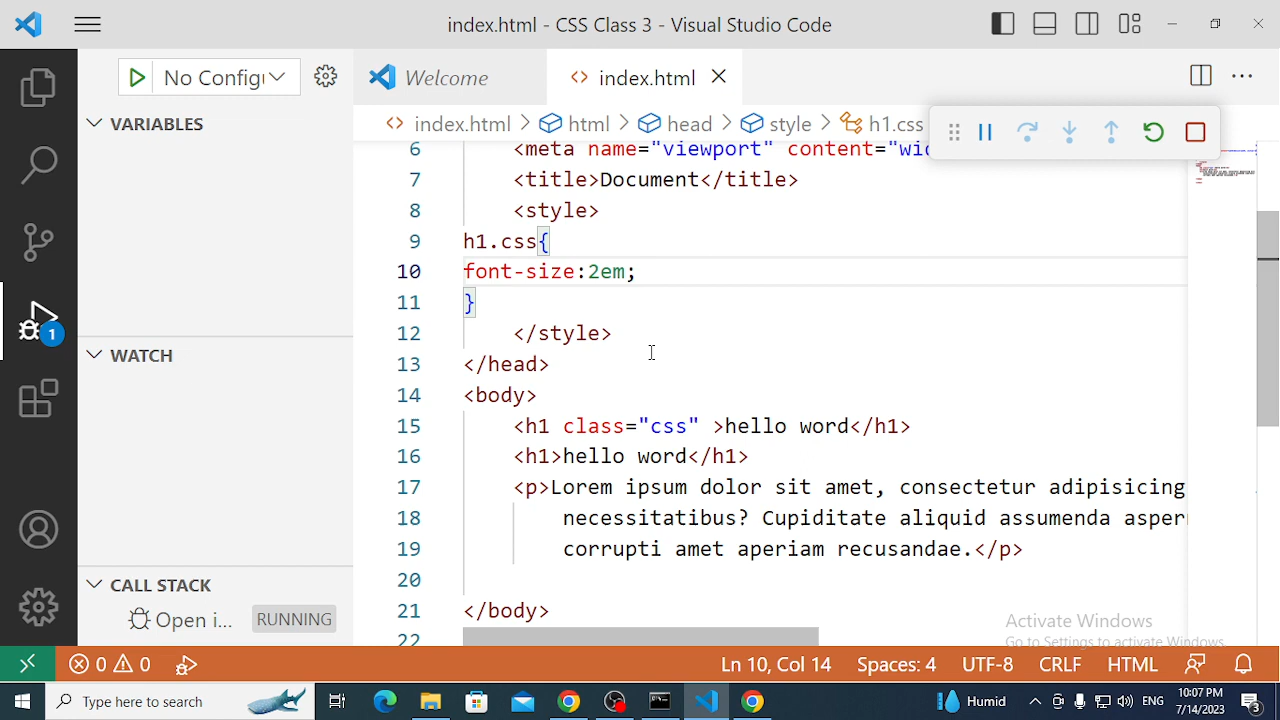 index.html - CSS Class 3 - Visual Studio Code
No Config
Welcome
index.html
VARIABLES
index.html > html > head > style > h1.css
6 <meta name="viewport" content="wid
7 <title>Document</title>
8 <style>
9 h1.css{
10 font-size:2em;
11 }
12 </style>
13 </head>
14 <body>
15 <h1 class="css" >hello word</h1>
16 <h1>hello word</h1>
17 <p>Lorem ipsum dolor sit amet, consectetur adipisicing
18 necessitatibus? Cupiditate aliquid assumenda asper
19 corrupti amet aperiam recusandae.</p>
20
21 </body>
22
WATCH
CALL STACK
Open i... RUNNING
1
Activate Windows
Go to Settings to activate Windows.
0 0 Ln 10, Col 14 Spaces: 4 UTF-8 CRLF HTML
Type here to search
Humid
ENG
10:07 PM
7/14/2023
3